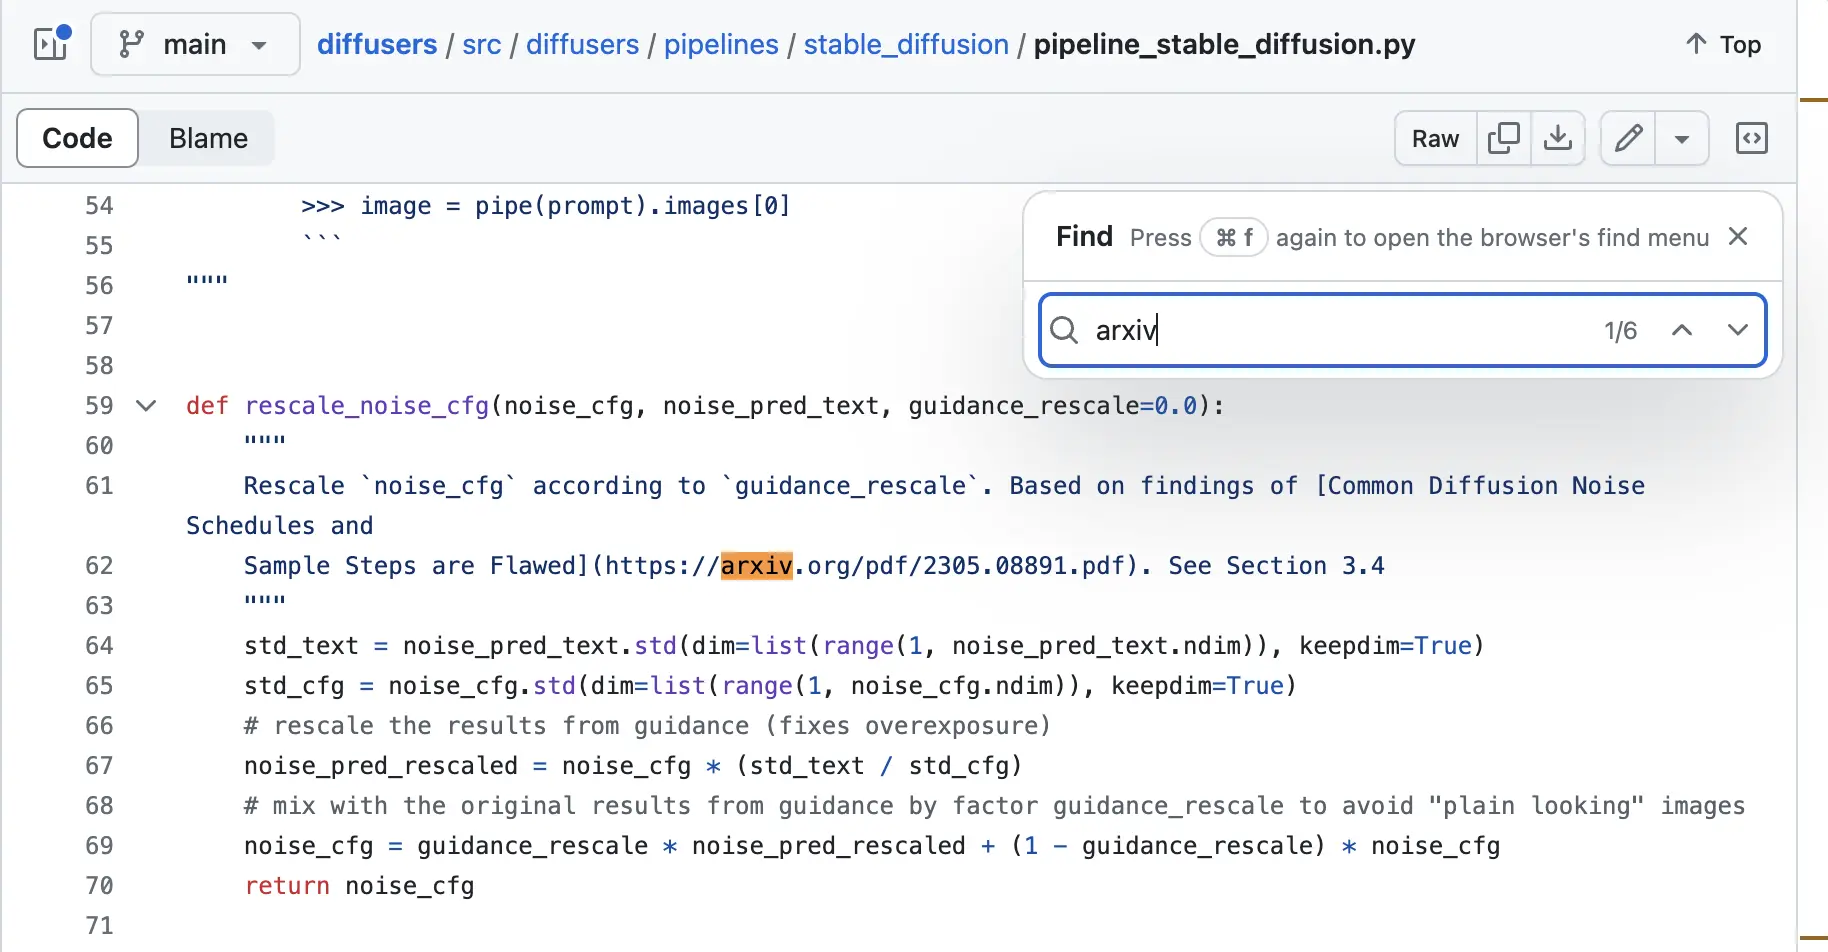 main
diffusers / src / diffusers / pipelines / stable_diffusion / pipeline_stable_diffusion.py
Top
Code
Blame
Raw
Find Press ⌘ f again to open the browser's find menu
arxiv 1/6
54 >>> image = pipe(prompt).images[0]
55 ```
56 """
57
58
59 def rescale_noise_cfg(noise_cfg, noise_pred_text, guidance_rescale=0.0):
60 """
61 Rescale `noise_cfg` according to `guidance_rescale`. Based on findings of [Common Diffusion Noise
Schedules and
62 Sample Steps are Flawed](https://arxiv.org/pdf/2305.08891.pdf). See Section 3.4
63 """
64 std_text = noise_pred_text.std(dim=list(range(1, noise_pred_text.ndim)), keepdim=True)
65 std_cfg = noise_cfg.std(dim=list(range(1, noise_cfg.ndim)), keepdim=True)
66 # rescale the results from guidance (fixes overexposure)
67 noise_pred_rescaled = noise_cfg * (std_text / std_cfg)
68 # mix with the original results from guidance by factor guidance_rescale to avoid "plain looking" images
69 noise_cfg = guidance_rescale * noise_pred_rescaled + (1 - guidance_rescale) * noise_cfg
70 return noise_cfg
71